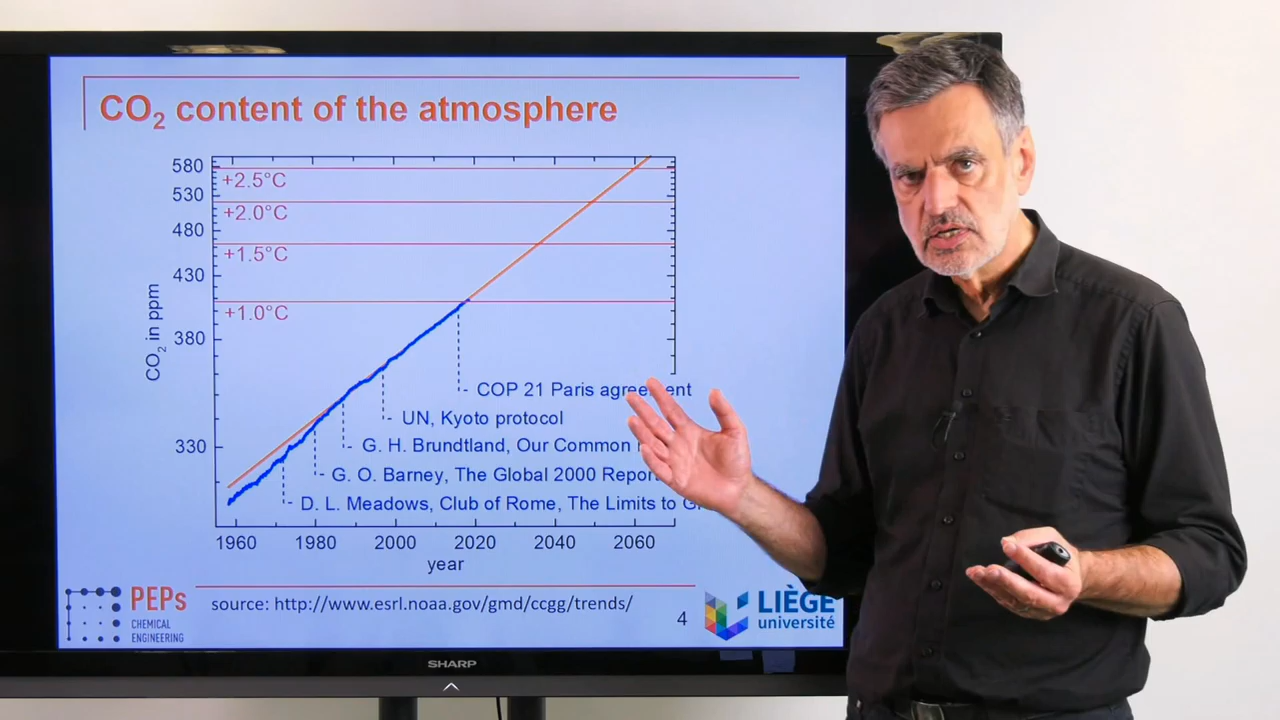 CO2 content of the atmosphere
580
+2.5°C
530
+2.0°C
480
+1.5°C
430
+1.0°C
380
330
CO2 in ppm
COP 21 Paris agreement
UN, Kyoto protocol
G. H. Brundtland, Our Common
G. O. Barney, The Global 2000
D. L. Meadows, Club of Rome, The Limits to
1960 1980 2000 2020 2040 2060
year
PEPs
CHEMICAL
ENGINEERING
source: http://www.esrl.noaa.gov/gmd/ccgg/trends/
4
LIÈGE
université
SHARP